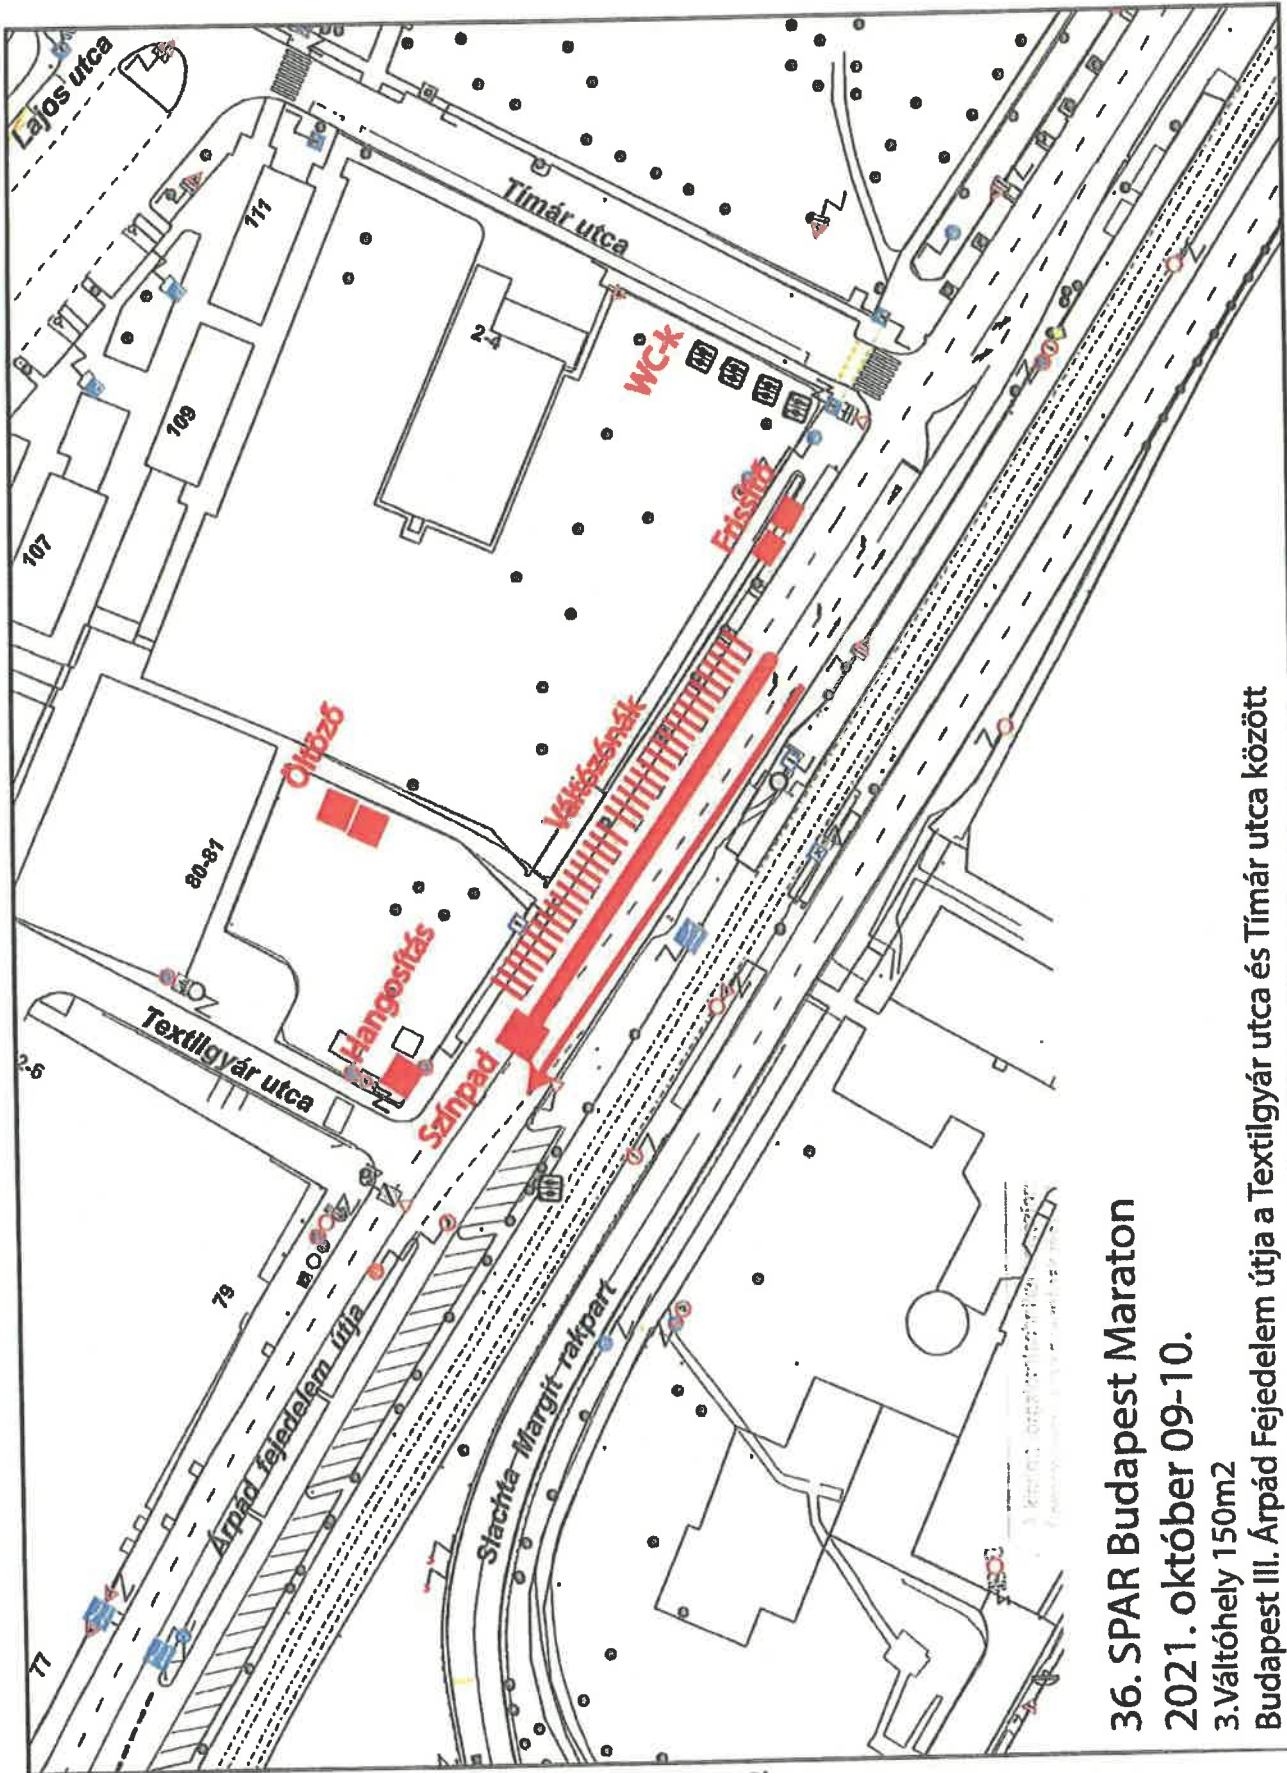 Lajos utca
111
109
107
Tímár utca
2-4
WC-k
Frissítő
Öltöző
Váltózónák
80-81
Hangosítás
Textilgyár utca
2-6
Színpad
79
Árpád fejedelem útja
Slachta Margit rakpart
77
36. SPAR Budapest Maraton
2021. október 09-10.
3.Váltóhely 150m2
Budapest III. Árpád Fejedelem útja a Textilgyár utca és Tímár utca között